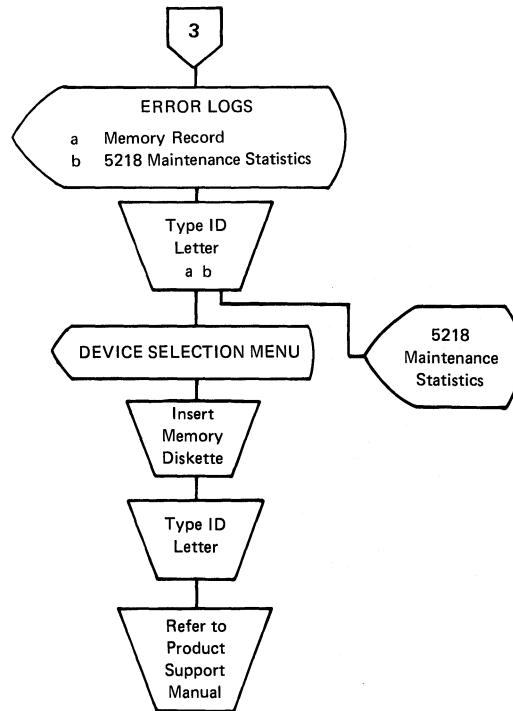 3
ERROR LOGS
a Memory Record
b 5218 Maintenance Statistics
Type ID
Letter
a b
DEVICE SELECTION MENU
5218
Maintenance
Statistics
Insert
Memory
Diskette
Type ID
Letter
Refer to
Product
Support
Manual